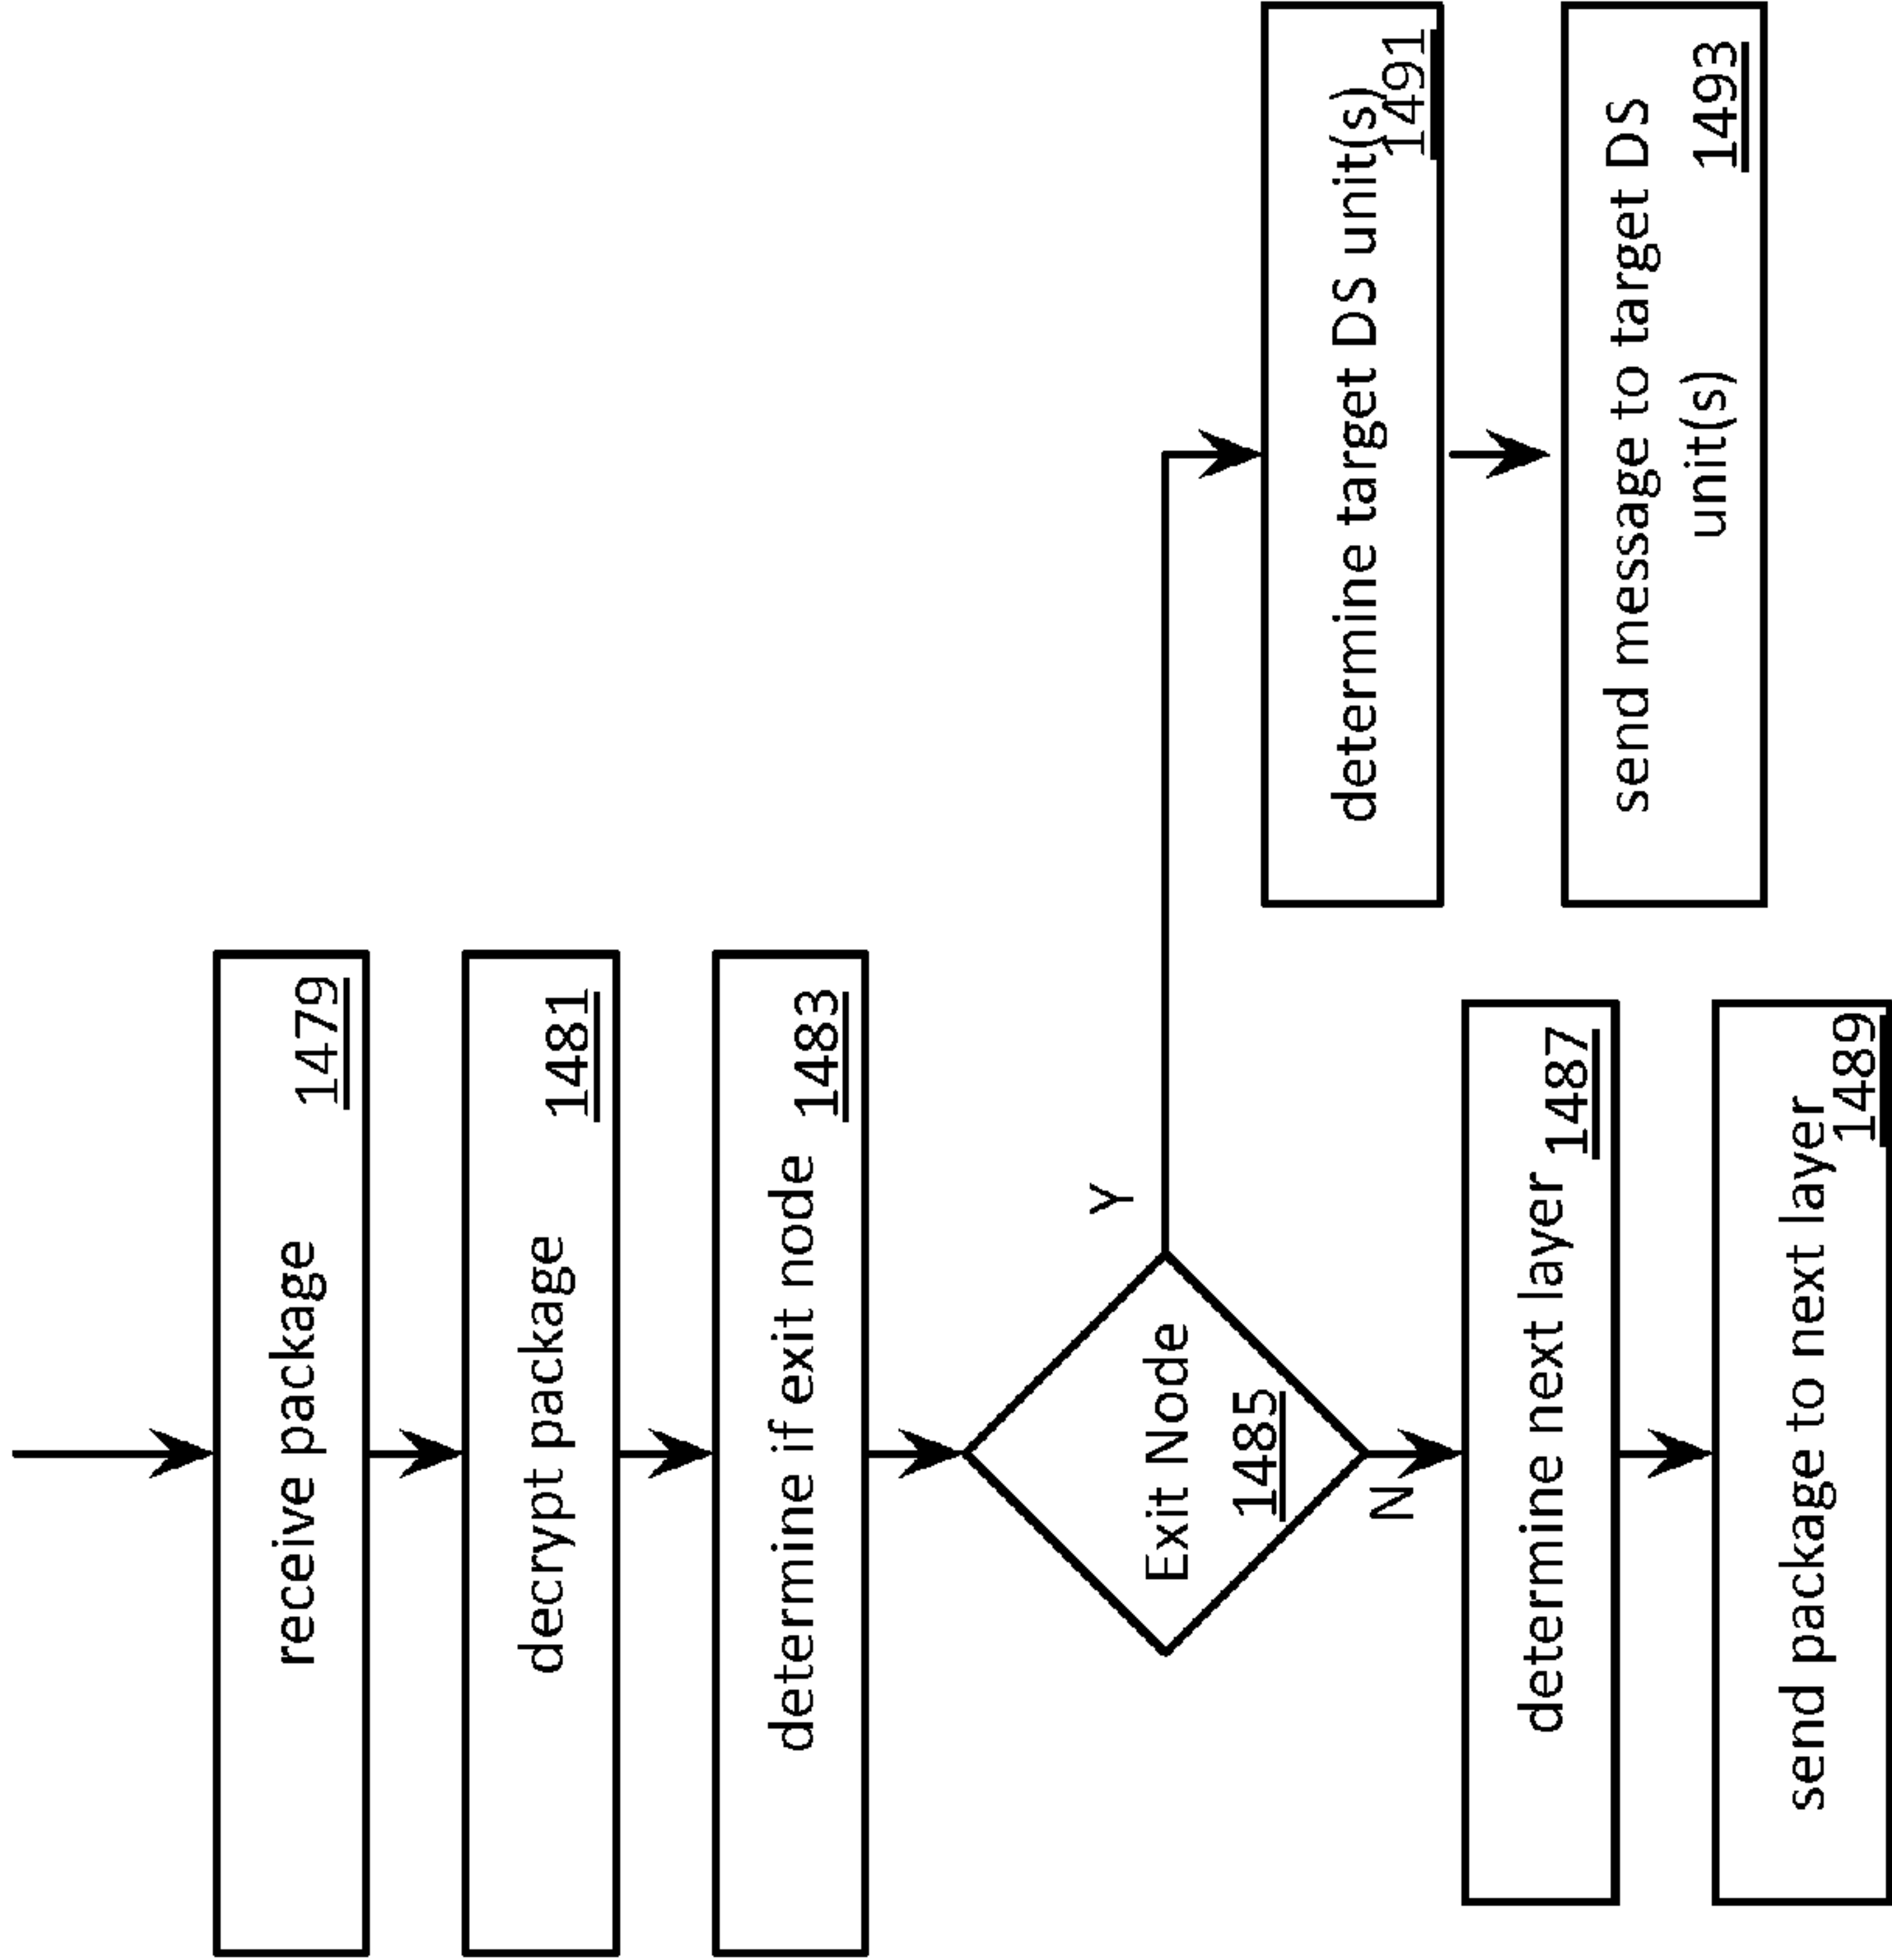 receive package
1479
decrypt package
1481
determine if exit node
1483
Exit Node
1485
Y
N
determine next layer
1487
send package to next layer
1489
determine target DS unit(s)
1491
send message to target DS
unit(s)
1493